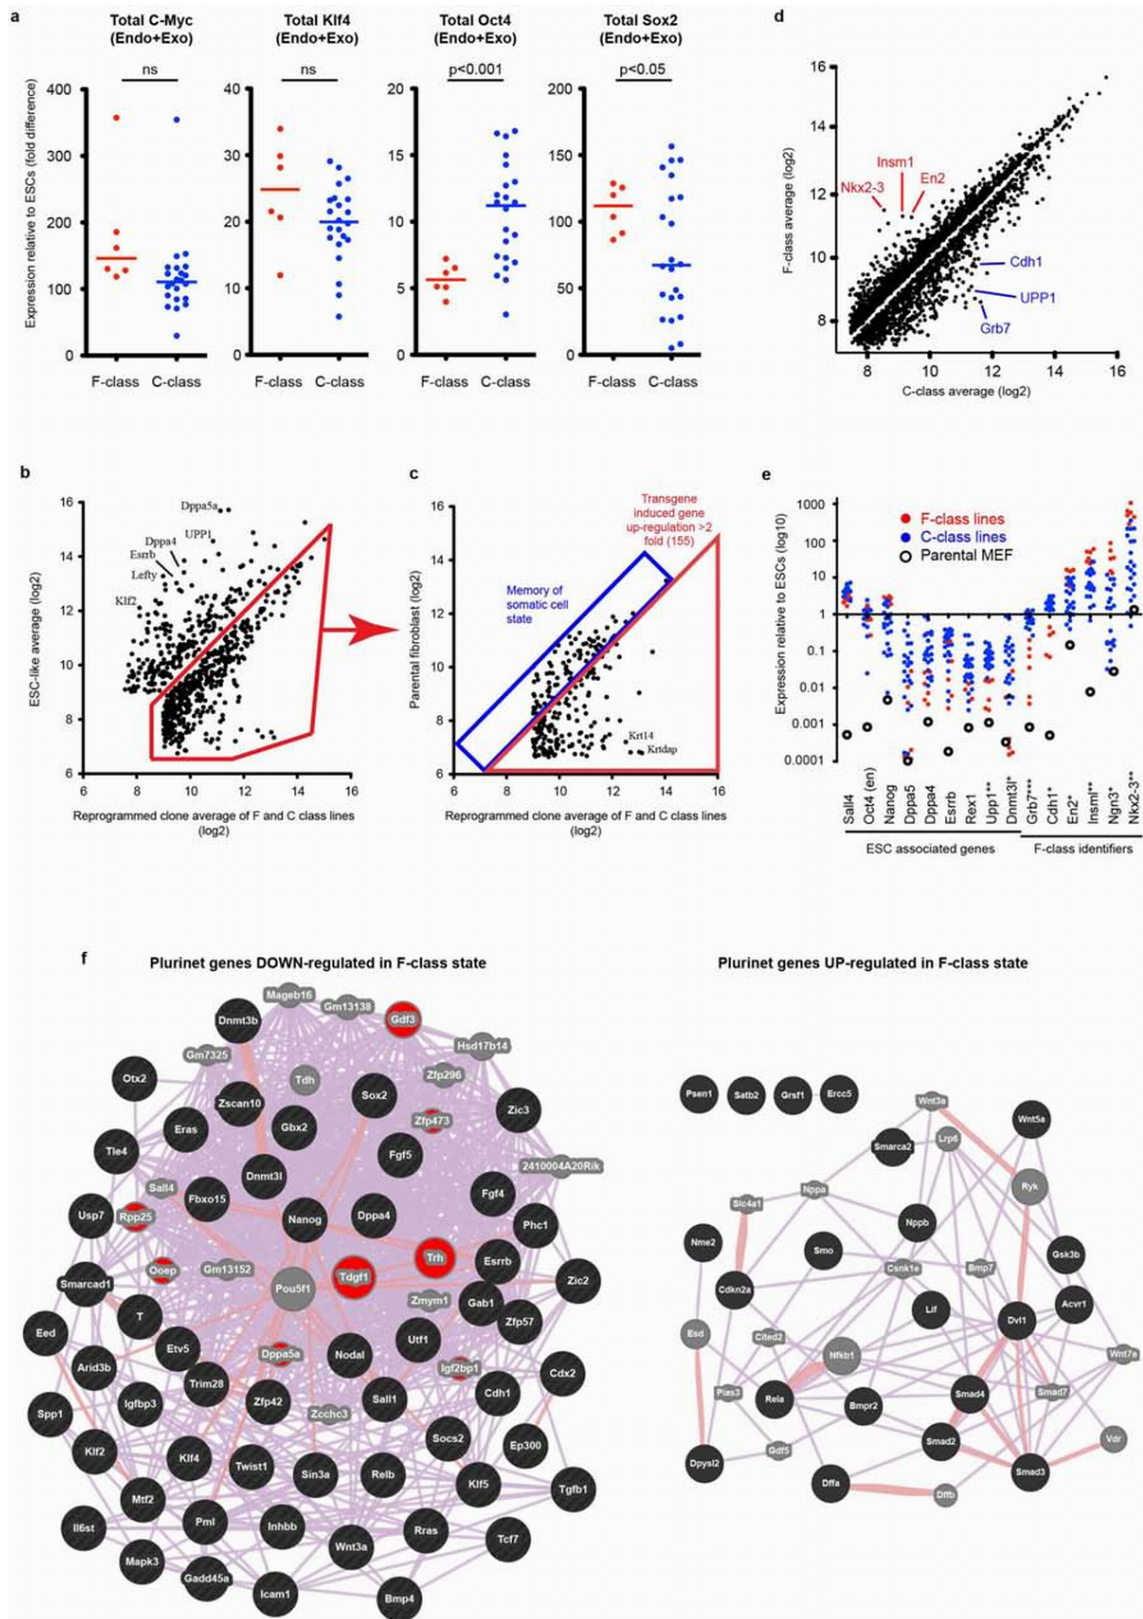 a
Total C-Myc
(Endo+Exo)
Total Klf4
(Endo+Exo)
Total Oct4
(Endo+Exo)
Total Sox2
(Endo+Exo)
ns
ns
p<0.001
p<0.05
Expression relative to ESCs (fold difference)
400
300
200
100
0
40
30
20
10
0
20
15
10
5
0
200
150
100
50
0
F-class C-class
F-class C-class
F-class C-class
F-class C-class
d
F-class average (log2)
16
14
12
10
8
Insm1
Nkx2-3
En2
Cdh1
UPP1
Grb7
8 10 12 14 16
C-class average (log2)
b
ESC-like average (log2)
16
14
12
10
8
6
Dppa5a
UPP1
Dppa4
Esrrb
Lefty
Klf2
6 8 10 12 14 16
Reprogrammed clone average of F and C class lines
(log2)
c
Parental fibroblast (log2)
16
14
12
10
8
6
Transgene
induced gene
up-regulation >2
fold (155)
Memory of
somatic cell
state
Krt14
Krtdap
6 8 10 12 14 16
Reprogrammed clone average of F and C class lines
(log2)
e
Expression relative to ESCs (log10)
1000
100
10
1
0.1
0.01
0.001
0.0001
F-class lines
C-class lines
Parental MEF
Sall4
Oct4 (en)
Nanog
Dppa5
Dppa4
Esrrb
Rex1
Upp1**
Dnmt3l*
Grb7***
Cdh1*
En2*
Insml**
Ngn3*
Nkx2-3**
ESC associated genes
F-class identifiers
f
Plurinet genes DOWN-regulated in F-class state
Mageb16
Gm13138
Gdf3
Dnmt3b
Hsd17b14
Gm7325
Otx2
Tdh
Zfp296
Zscan10
Sox2
Zic3
Eras
Gbx2
Zfp473
Tle4
Fgf5
2410004A20Rik
Dnmt3l
Sall4
Fbxo15
Fgf4
Usp7
Rpp25
Nanog
Dppa4
Phc1
Trh
Esrrb
Ooep
Gm13152
Tdgf1
Smarcad1
Pou5f1
Zic2
Zmym1
Gab1
T
Zfp57
Eed
Utf1
Etv5
Dppa5a
Nodal
Arid3b
Igf2bp1
Cdx2
Trim28
Cdh1
Igfbp3
Zfp42
Sall1
Spp1
Zcchc3
Socs2
Ep300
Klf2
Klf4
Twist1
Sin3a
Relb
Klf5
Tgfb1
Mtf2
Pml
Inhbb
Rras
Il6st
Wnt3a
Tcf7
Mapk3
Gadd45a
Icam1
Bmp4
Plurinet genes UP-regulated in F-class state
Psen1
Satb2
Grsf1
Ercc5
Wnt3a
Wnt5a
Smarca2
Lrp6
Ryk
Nppa
Slc4a1
Nppb
Nme2
Smo
Gsk3b
Csnk1e
Bmp7
Cdkn2a
Lif
Acvr1
Dvl1
Esd
Cited2
Nfkb1
Wnt7a
Pias3
Rela
Smad4
Smad7
Bmpr2
Smad2
Vdr
Dpysl2
Gdf5
Smad3
Dffa
Dffb